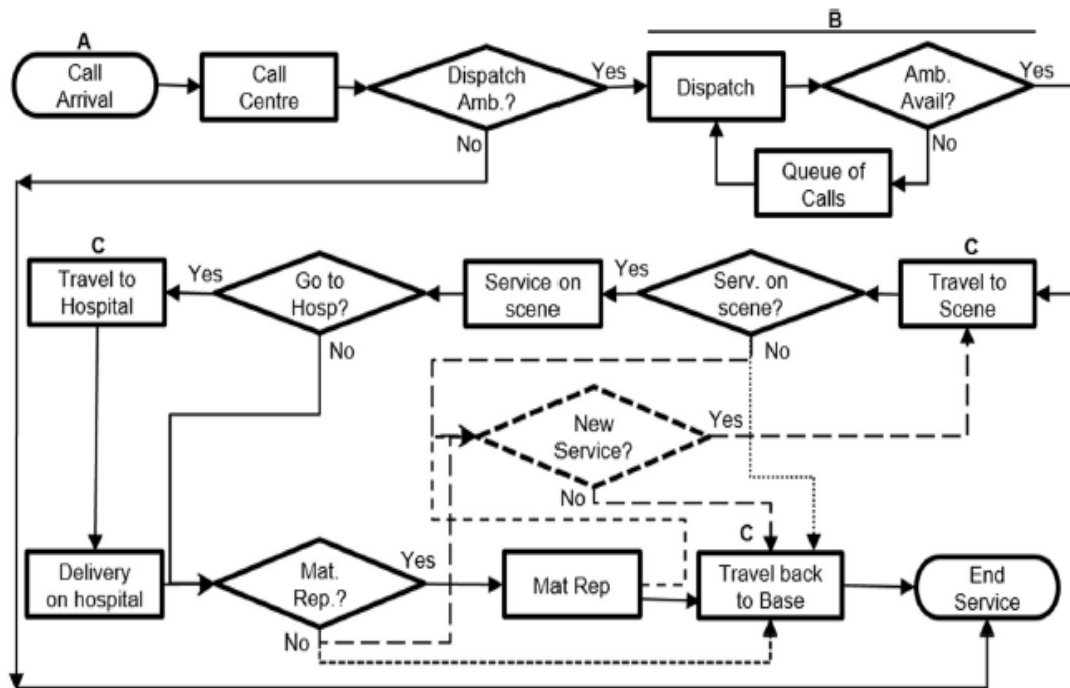 A
B
Call
Arrival
Call
Centre
Dispatch
Amb.?
Yes
Dispatch
Amb.
Avail?
Yes
No
No
Queue of
Calls
C
C
Travel to
Hospital
Yes
Go to
Hosp?
Service on
scene
Yes
Serv. on
scene?
Travel to
Scene
No
No
New
Service?
Yes
No
C
Delivery
on hospital
Mat.
Rep.?
Yes
Mat Rep
Travel back
to Base
End
Service
No